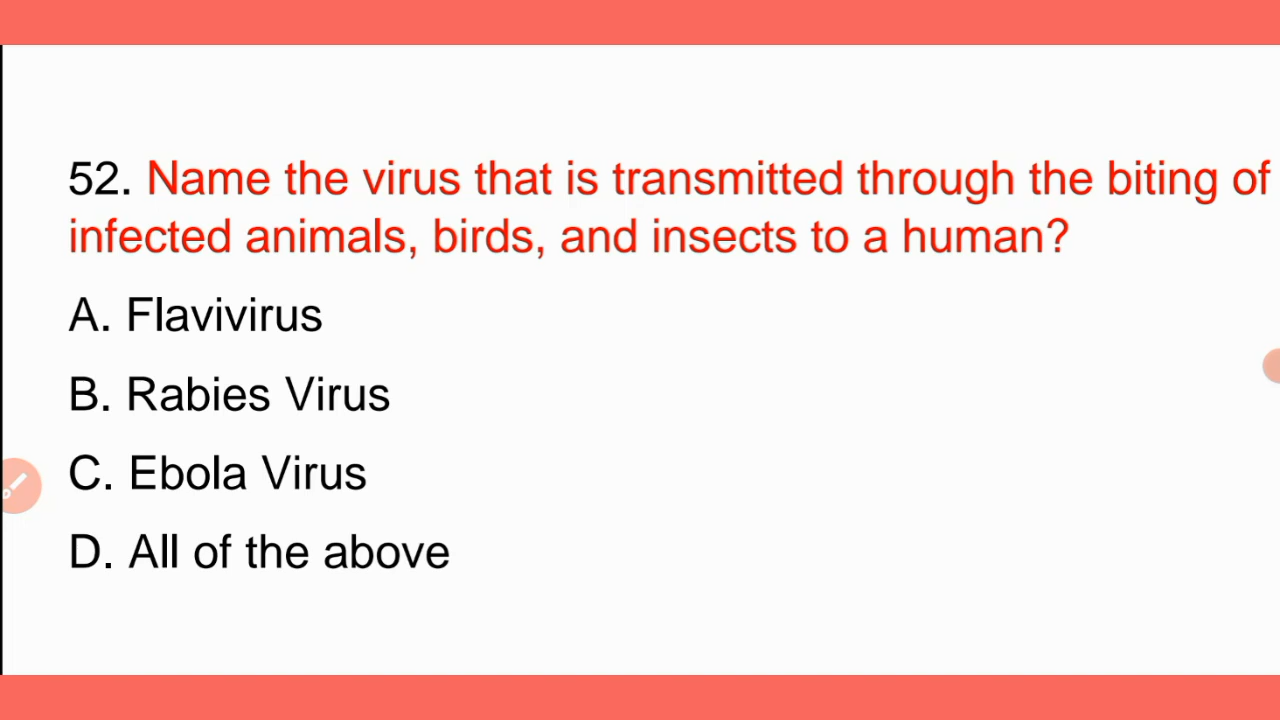 52. Name the virus that is transmitted through the biting of
infected animals, birds, and insects to a human?
A. Flavivirus
B. Rabies Virus
C. Ebola Virus
D. All of the above